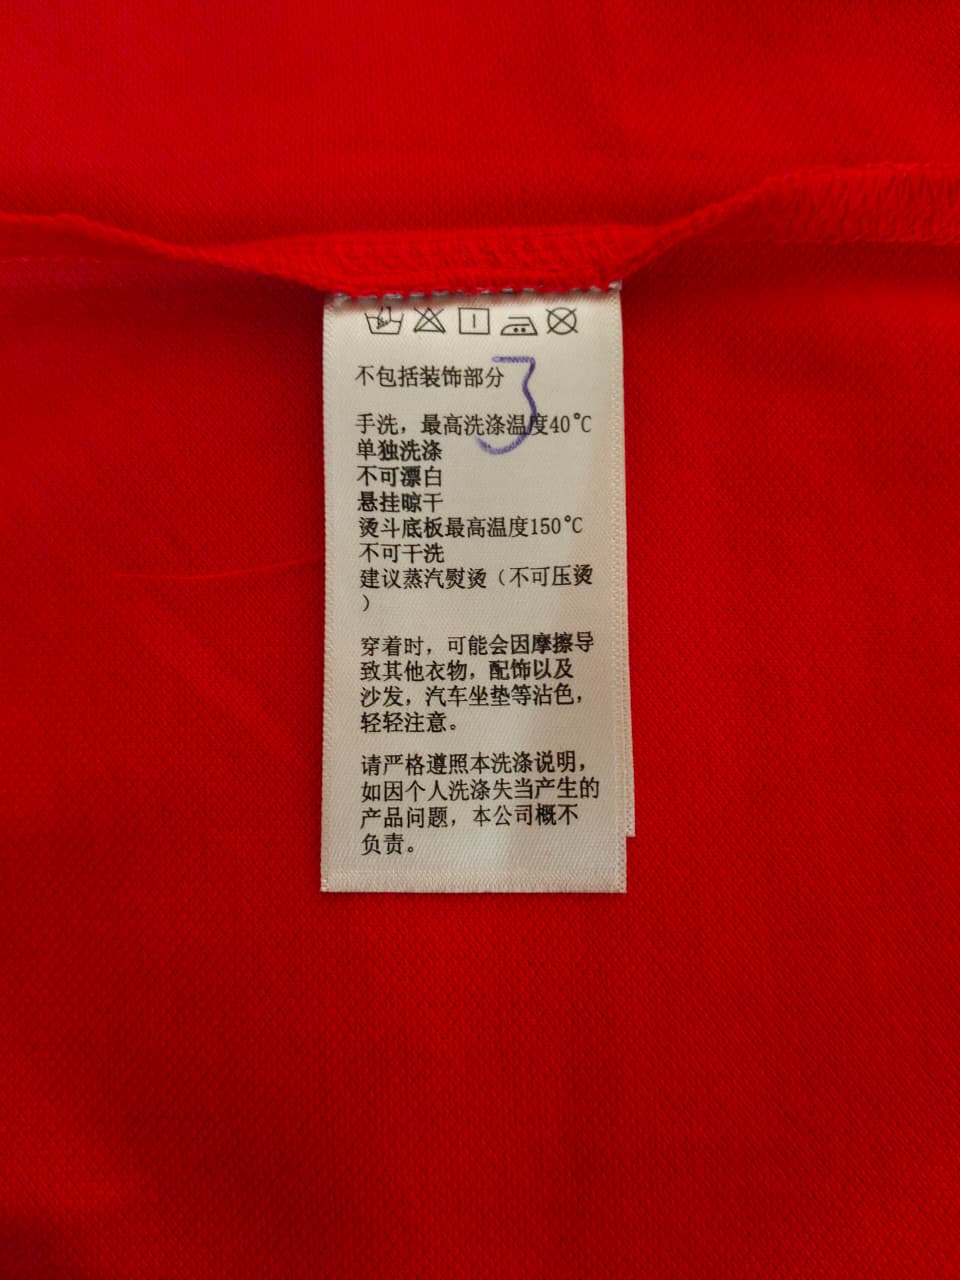 不包括装饰部分
3
手洗，最高洗涤温度40°C
单独洗涤
不可漂白
悬挂晾干
烫斗底板最高温度150°C
不可干洗
建议蒸汽熨烫（不可压烫
）
穿着时，可能会因摩擦导
致其他衣物，配饰以及
沙发，汽车坐垫等沾色，
轻轻注意。
请严格遵照本洗涤说明，
如因个人洗涤失当产生的
产品问题，本公司概不
负责。